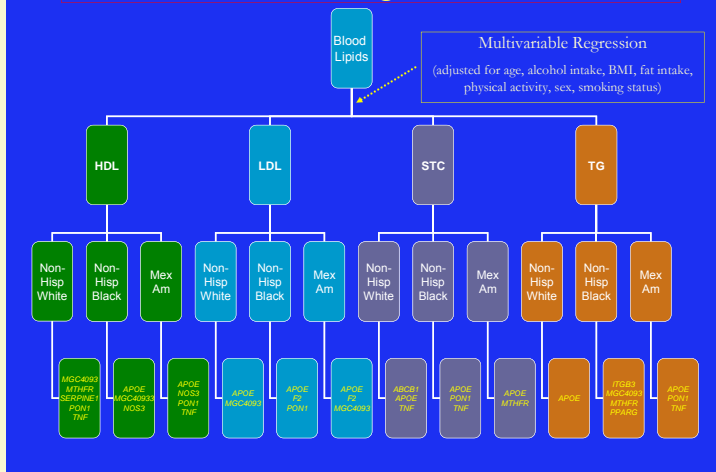 Blood
Lipids
Multivariable Regression
(adjusted for age, alcohol intake, BMI, fat intake,
physical activity, sex, smoking status)
HDL
LDL
STC
TG
Non-
Hisp
White
Non-
Hisp
Black
Mex
Am
Non-
Hisp
White
Non-
Hisp
Black
Mex
Am
Non-
Hisp
White
Non-
Hisp
Black
Mex
Am
Non-
Hisp
White
Non-
Hisp
Black
Mex
Am
MGC4093
MTHFR
SERPINE1
PON1
TNF
APOE
MGC40933
NOS3
APOE
NOS3
PON1
TNF
APOE
MGC4093
APOE
F2
PON1
APOE
F2
MGC4093
ABCB1
APOE
TNF
APOE
PON1
TNF
APOE
MTHFR
APOE
ITGB3
MGC4093
MTHFR
PPARG
APOE
PON1
TNF